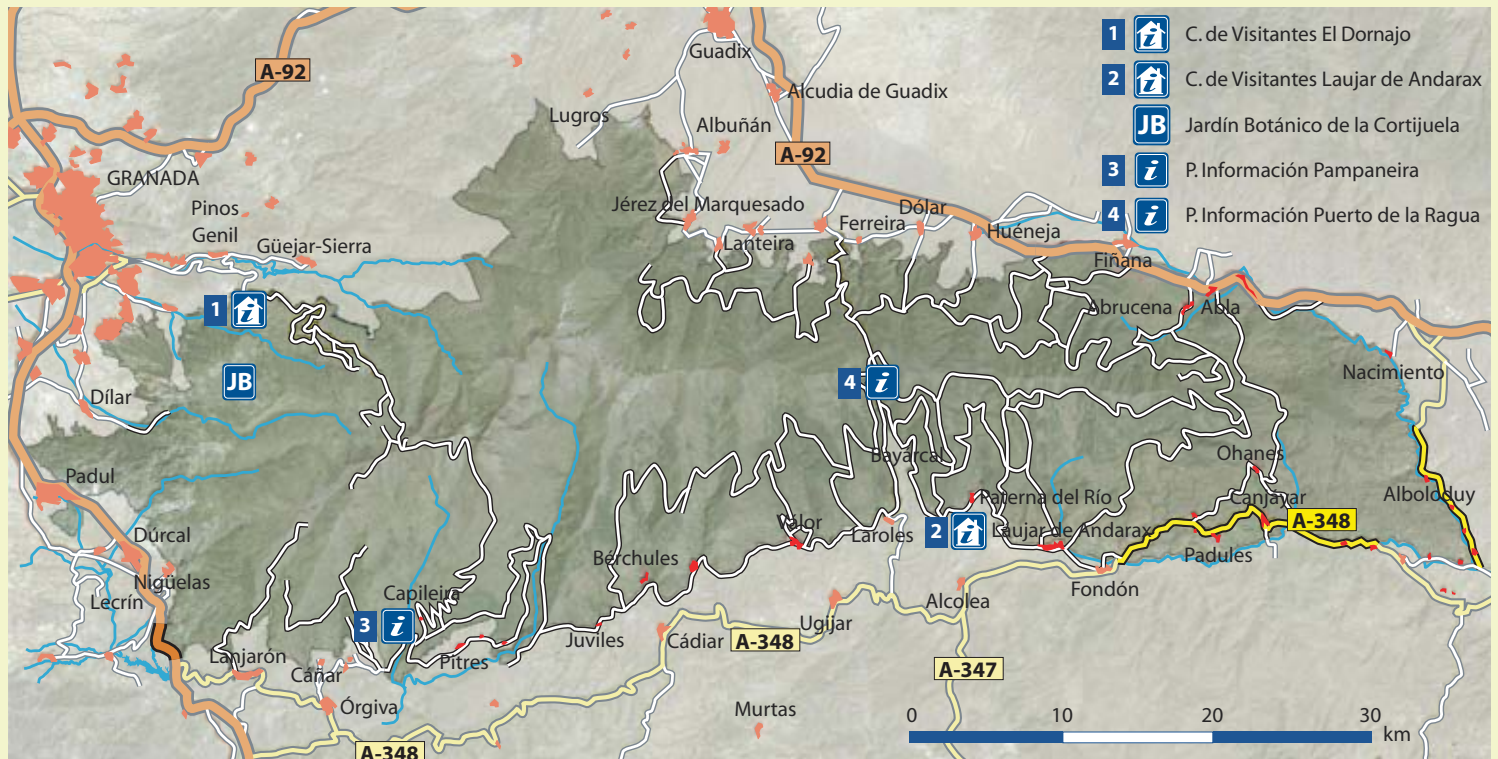 1 C. de Visitantes El Dornajo
2 C. de Visitantes Laujar de Andarax
JB Jardín Botánico de la Cortijuela
3 i P. Información Pampaneira
4 i P. Información Puerto de la Ragua
Guadix
A-92
Alcudia de Guadix
Lugros
Albuñán
A-92
GRANADA
Pinos
Genil
Güejar-Sierra
Jérez del Marquesado
Lanteira
Ferreira
Dólar
Huéneja
Fiñana
Abrucena
Abla
1
JB
4 i
Nacimiento
Dílar
Padul
Bayárcal
Ohanes
Paterna del Río
Canjáyar
Alboloduy
A-348
Válor
Laroles
2
Laujar de Andarax
Padules
Dúrcal
Nigüelas
Lecrín
Bérchules
Capileira
3 i
Fondón
Alcolea
Ugíjar
Juviles
Cádiar
A-348
Lanjarón
Cáñar
Pitres
A-347
Órgiva
Murtas
A-348
0 10 20 30
km